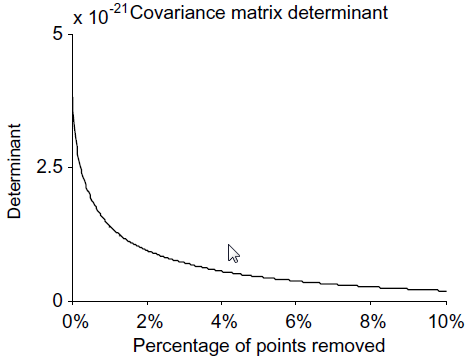 x 10-21 Covariance matrix determinant
5
2.5
0
Determinant
0% 2% 4% 6% 8% 10%
Percentage of points removed